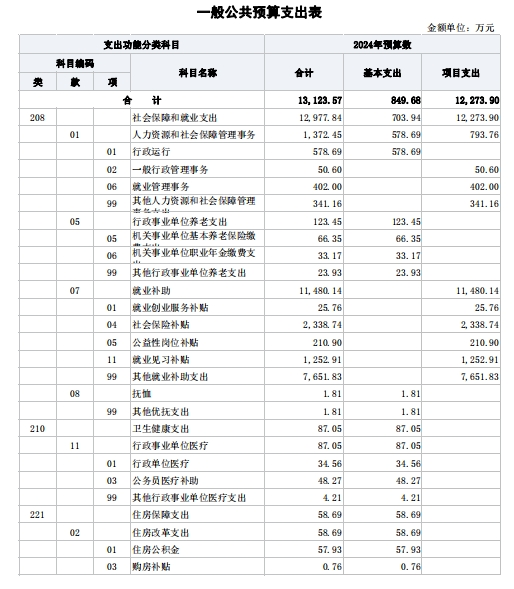 一般公共预算支出表
金额单位：万元
支出功能分类科目 2024年预算数
科目编码 科目名称 合计 基本支出 项目支出
类 款 项
合 计 13,123.57 849.68 12,273.90
208 社会保障和就业支出 12,977.84 703.94 12,273.90
01 人力资源和社会保障管理事务 1,372.45 578.69 793.76
01 行政运行 578.69 578.69
02 一般行政管理事务 50.60 50.60
06 就业管理事务 402.00 402.00
99 其他人力资源和社会保障管理 341.16 341.16
05 行政事业单位养老支出 123.45 123.45
05 机关事业单位基本养老保险缴 66.35 66.35
06 机关事业单位职业年金缴费支 33.17 33.17
99 其他行政事业单位养老支出 23.93 23.93
07 就业补助 11,480.14 11,480.14
01 就业创业服务补贴 25.76 25.76
04 社会保险补贴 2,338.74 2,338.74
05 公益性岗位补贴 210.90 210.90
11 就业见习补贴 1,252.91 1,252.91
99 其他就业补助支出 7,651.83 7,651.83
08 抚恤 1.81 1.81
99 其他优抚支出 1.81 1.81
210 卫生健康支出 87.05 87.05
11 行政事业单位医疗 87.05 87.05
01 行政单位医疗 34.56 34.56
03 公务员医疗补助 48.27 48.27
99 其他行政事业单位医疗支出 4.21 4.21
221 住房保障支出 58.69 58.69
02 住房改革支出 58.69 58.69
01 住房公积金 57.93 57.93
03 购房补贴 0.76 0.76